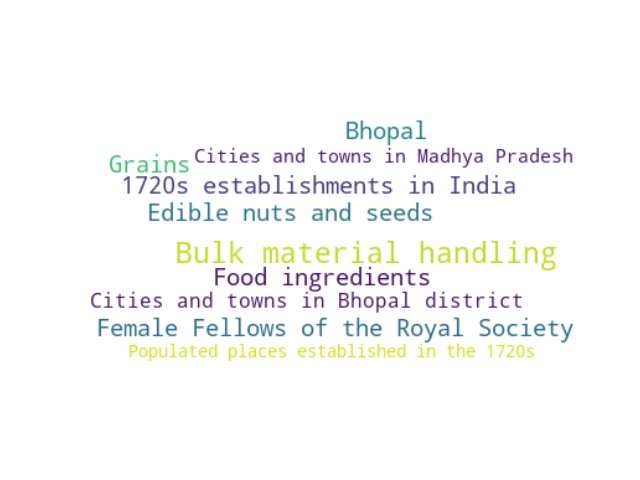 Bhopal
Cities and towns in Madhya Pradesh
Grains
1720s establishments in India
Edible nuts and seeds
Bulk material handling
Food ingredients
Cities and towns in Bhopal district
Female Fellows of the Royal Society
Populated places established in the 1720s